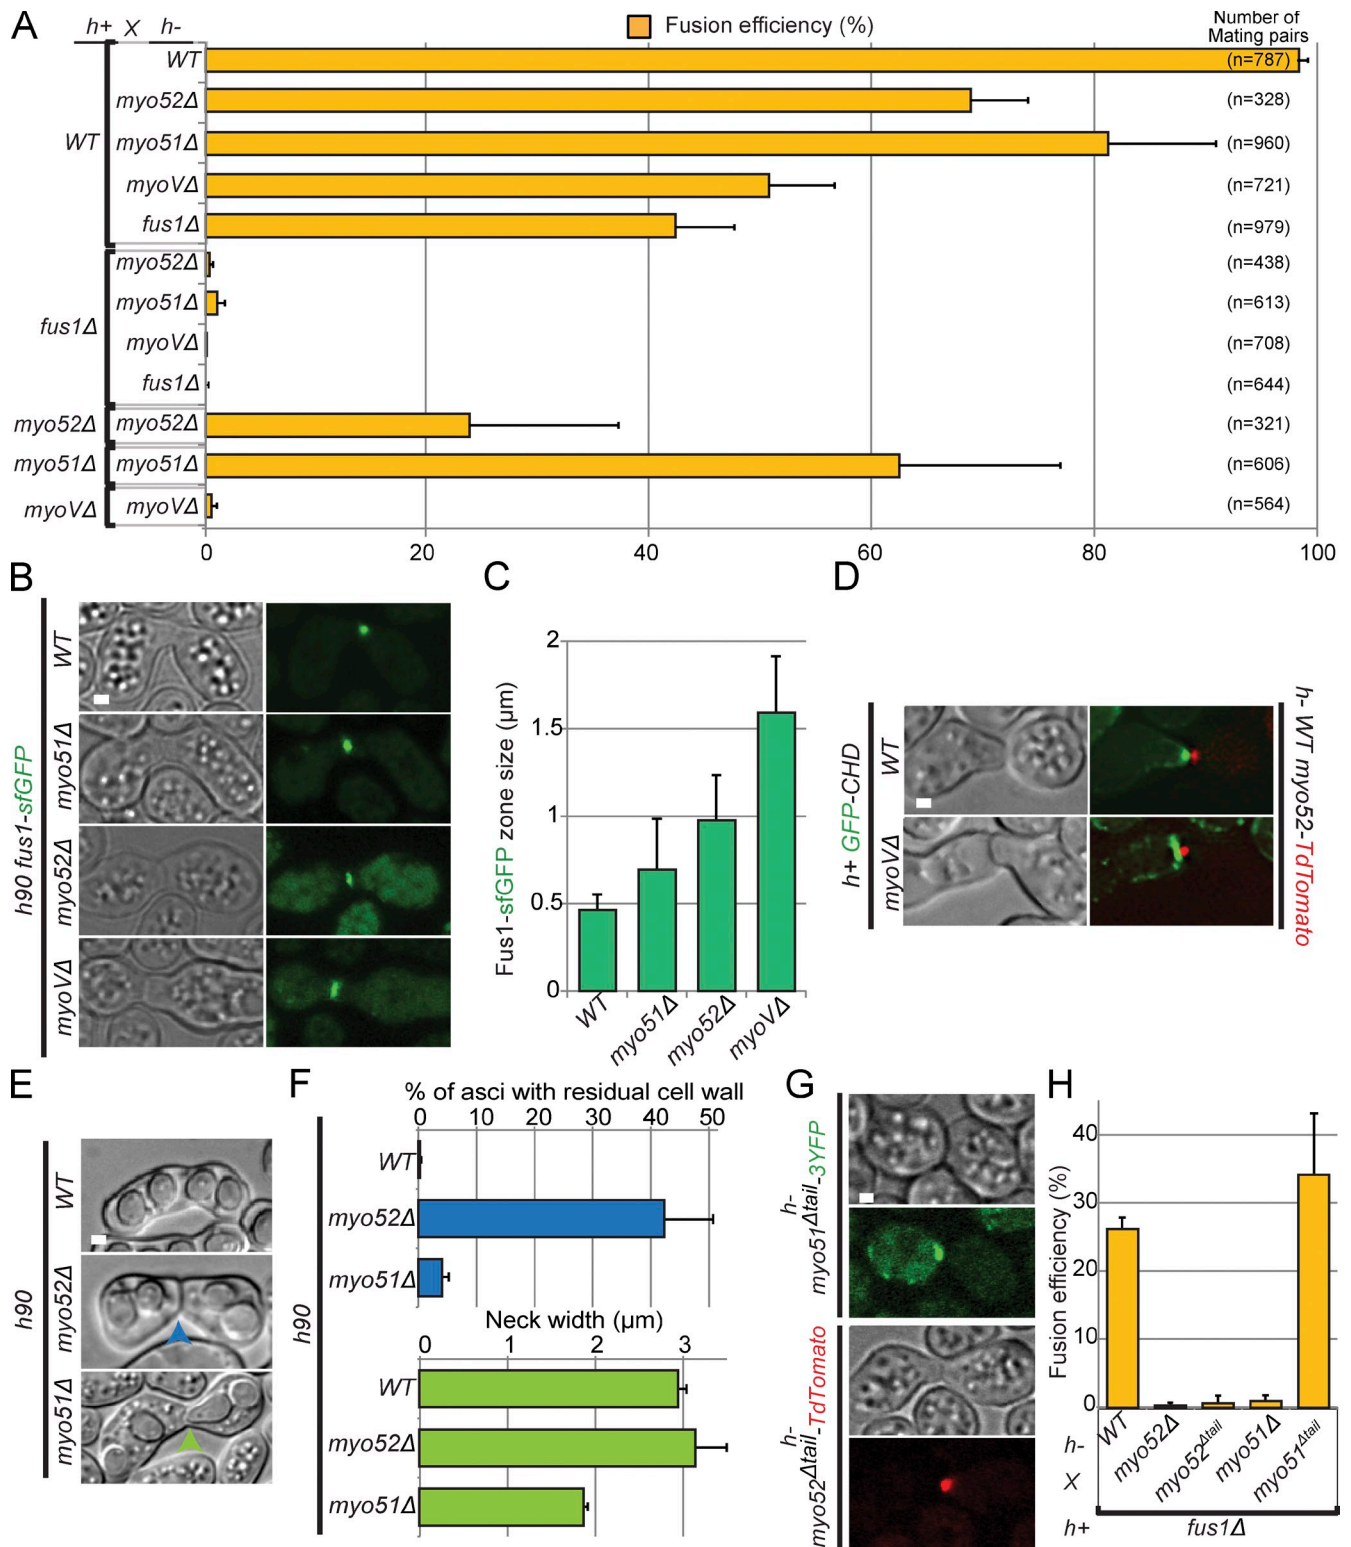 A
h+ X h-
Fusion efficiency (%)
Number of
Mating pairs
WT
(n=787)
myo52Δ
(n=328)
WT
myo51Δ
(n=960)
myoVΔ
(n=721)
fus1Δ
(n=979)
myo52Δ
(n=438)
myo51Δ
(n=613)
fus1Δ
myoVΔ
(n=708)
fus1Δ
(n=644)
myo52Δ
myo52Δ
(n=321)
myo51Δ
myo51Δ
(n=606)
myoVΔ
myoVΔ
(n=564)
0 20 40 60 80 100
B
h90 fus1-sfGFP
WT
myo51Δ
myo52Δ
myoVΔ
C
Fus1-sfGFP zone size (µm)
2
1.5
1
0.5
0
WT
myo51Δ
myo52Δ
myoVΔ
D
h+ GFP-CHD
WT
myoVΔ
h- WT myo52-TdTomato
E
h90
WT
myo52Δ
myo51Δ
F
% of asci with residual cell wall
0 10 20 30 40 50
h90
WT
myo52Δ
myo51Δ
Neck width (µm)
0 1 2 3
WT
myo52Δ
myo51Δ
G
h-
myo51Δtail-3YFP
h-
myo52Δtail-TdTomato
H
Fusion efficiency (%)
40
30
20
10
0
WT
myo52Δ
myo52Δtail
myo51Δ
myo51Δtail
h-
X
h+
fus1Δ